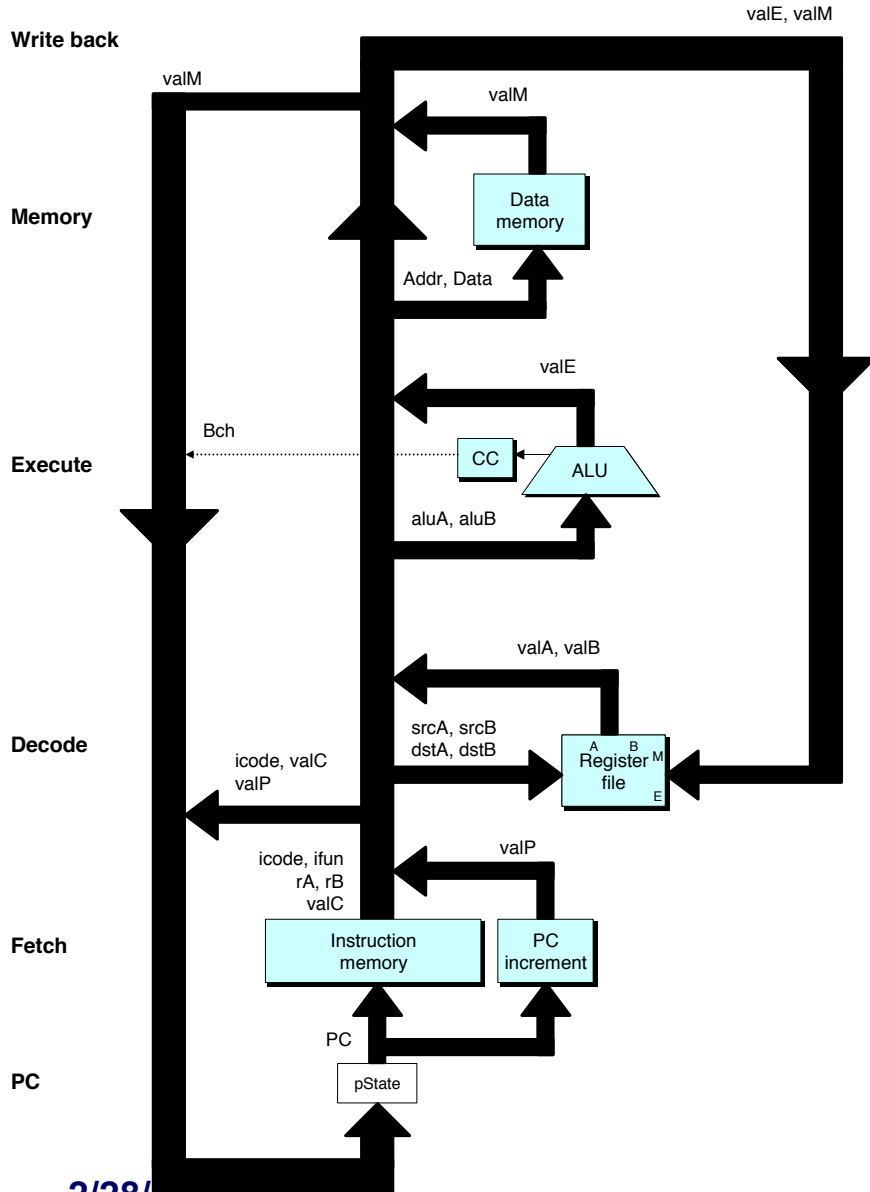 valE, valM
Write back
valM
valM
Data
memory
Memory
Addr, Data
valE
Bch
CC
ALU
Execute
aluA, aluB
valA, valB
srcA, srcB
dstA, dstB
Decode
A B
Register
file
M
E
icode, valC
valP
valP
icode, ifun
rA, rB
valC
Fetch
Instruction
memory
PC
increment
PC
pState
PC